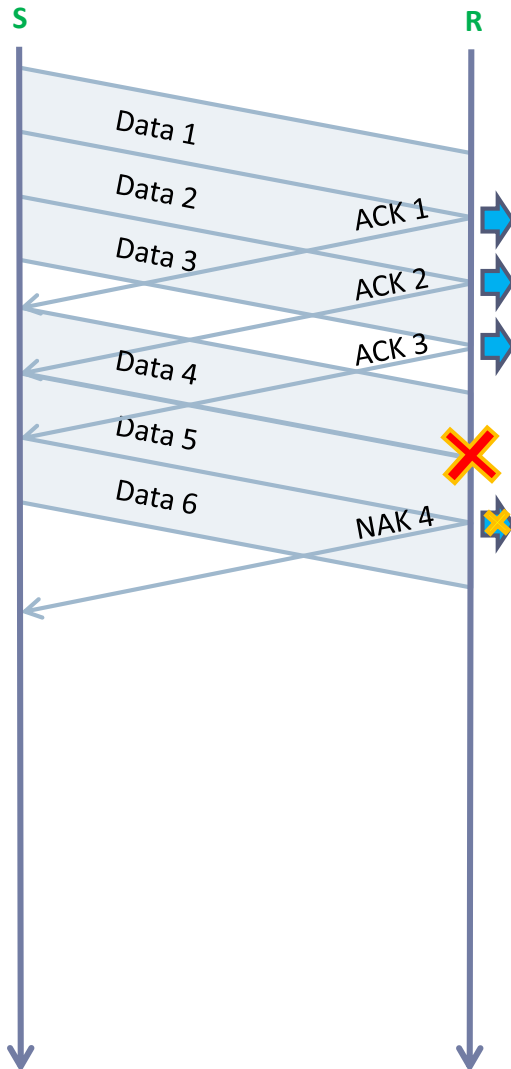 S
R
Data 1
Data 2
ACK 1
Data 3
ACK 2
ACK 3
Data 4
Data 5
Data 6
NAK 4